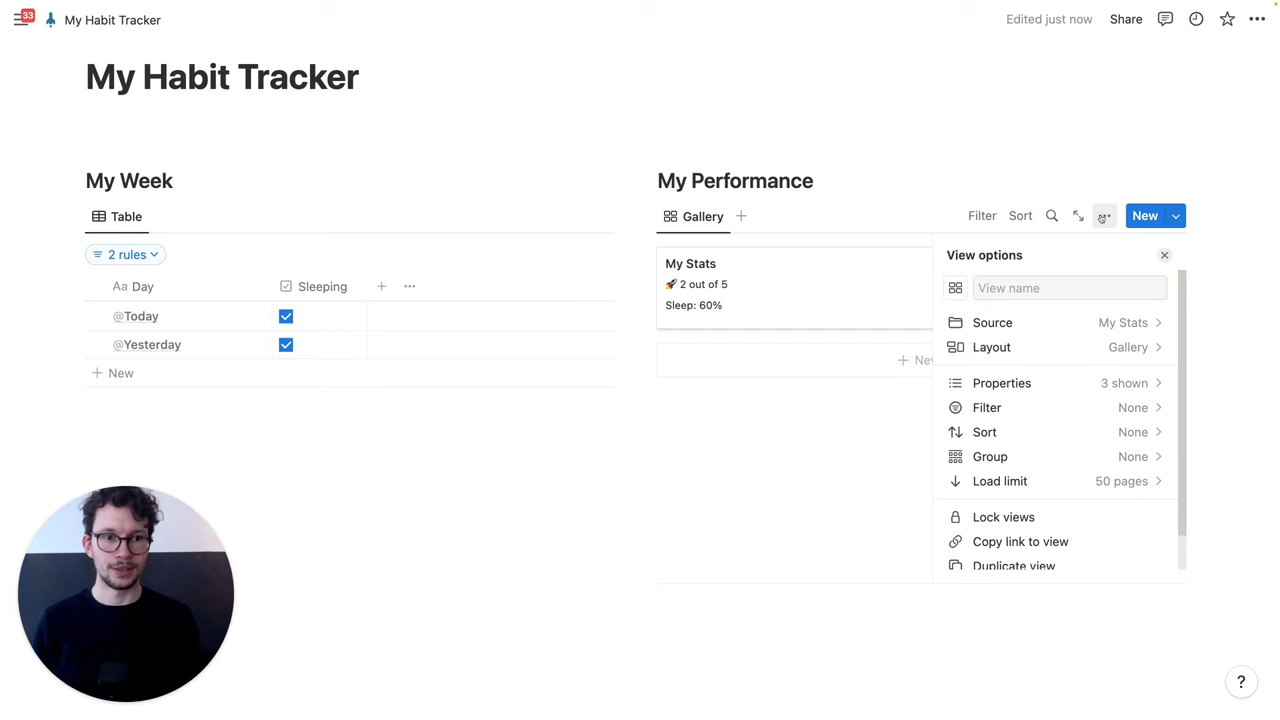 33
My Habit Tracker
Edited just now
Share
My Habit Tracker
My Week
Table
2 rules
Aa Day
Sleeping
@Today
@Yesterday
+ New
My Performance
Gallery
Filter
Sort
New
My Stats
🚀 2 out of 5
Sleep: 60%
+ New
View options
View name
Source My Stats
Layout Gallery
Properties 3 shown
Filter None
Sort None
Group None
Load limit 50 pages
Lock views
Copy link to view
Duplicate view
?